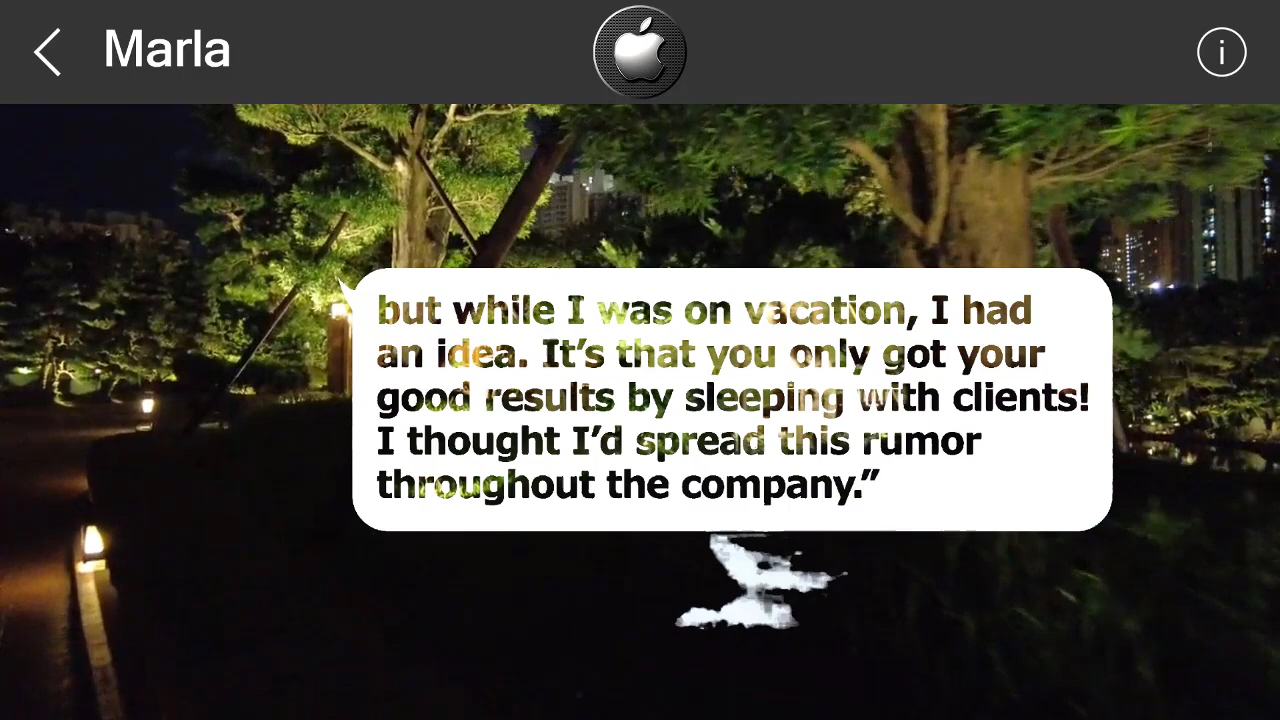 Marla
i
but while I was on vacation, I had
an idea. It’s that you only got your
good results by sleeping with clients!
I thought I’d spread this rumor
throughout the company.”